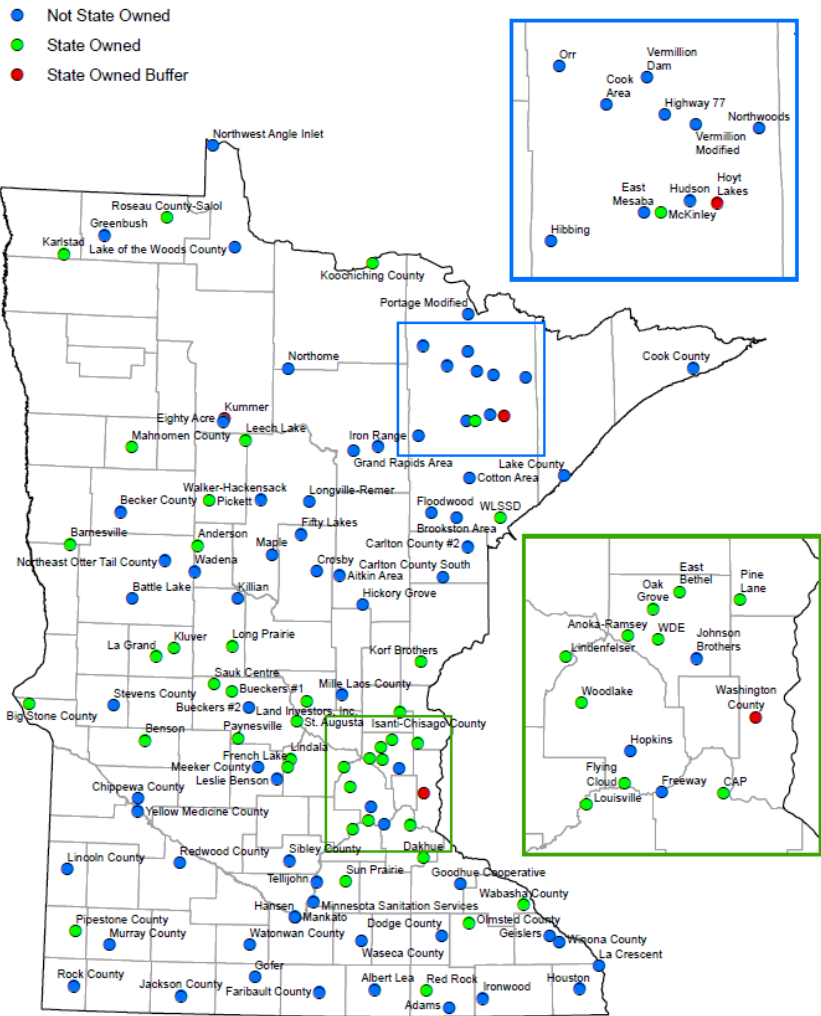 Not State Owned
State Owned
State Owned Buffer
Orr
Vermillion
Dam
Cook
Area
Highway 77
Northwoods
Vermillion
Modified
Hoyt
Lakes
East
Mesaba
Hudson
McKinley
Hibbing
Northwest Angle Inlet
Roseau County-Salol
Greenbush
Karlstad
Lake of the Woods County
Koochiching County
Portage Modified
Northome
Cook County
Kummer
Eighty Acre
Mahnomen County
Leech Lake
Iron Range
Grand Rapids Area
Lake County
Cotton Area
Walker-Hackensack
Pickett
Longville-Remer
Becker County
Floodwood
WLSSD
Brookston Area
Fifty Lakes
Barnesville
Anderson
Maple
Carlton County #2
Northeast Otter Tail County
Wadena
Crosby
Aitkin Area
Carlton County South
Battle Lake
Killian
Hickory Grove
La Grand
Kluver
Long Prairie
Korf Brothers
Sauk Centre
Bueckers #1
Mille Lacs County
Stevens County
Bueckers #2
Land Investors, Inc.
Big Stone County
St. Augusta
Isanti-Chisago County
Benson
Paynesville
French Lake
Lindala
Meeker County
Leslie Benson
Chippewa County
Yellow Medicine County
Lincoln County
Redwood County
Sibley County
Dakhue
Tellijohn
Sun Prairie
Goodhue Cooperative
Wabasha County
Hansen
Minnesota Sanitation Services
Mankato
Pipestone County
Murray County
Watonwan County
Dodge County
Olmsted County
Waseca County
Geislers
Winona County
La Crescent
Rock County
Jackson County
Gofer
Faribault County
Albert Lea
Red Rock
Adams
Ironwood
Houston
East
Bethel
Oak
Grove
Pine
Lane
Anoka-Ramsey
WDE
Lindenfelser
Johnson
Brothers
Woodlake
Washington
County
Hopkins
Flying
Cloud
Freeway
CAP
Louisville